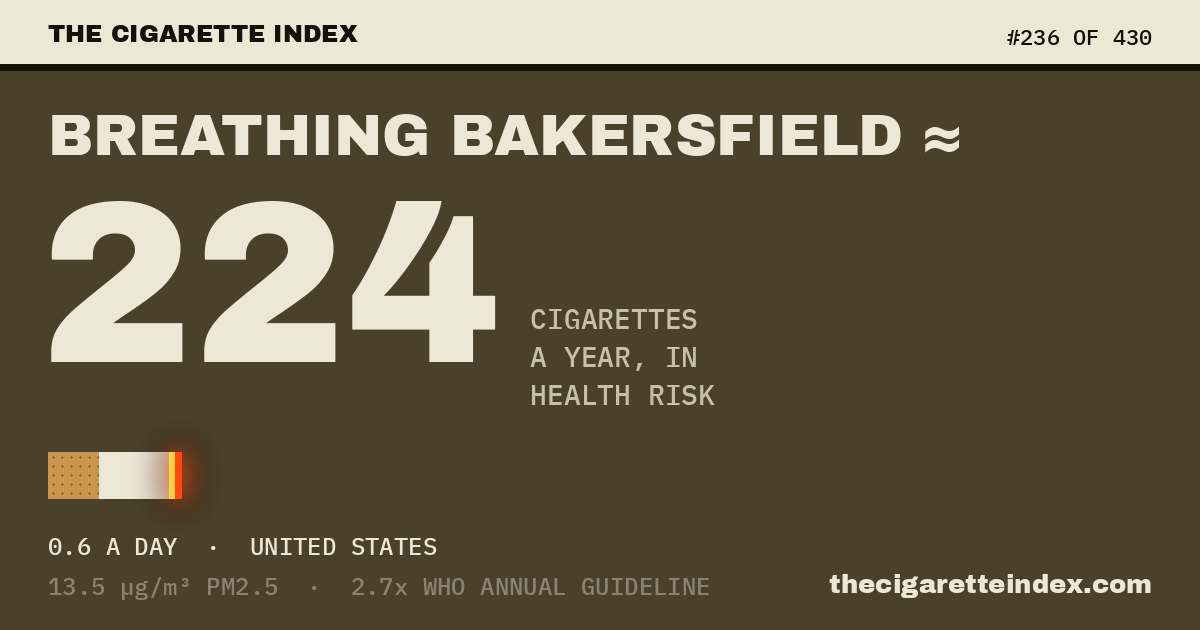 THE CIGARETTE INDEX
#236 OF 430
BREATHING BAKERSFIELD ≈
224
CIGARETTES
A YEAR, IN
HEALTH RISK
0.6 A DAY · UNITED STATES
13.5 µg/m³ PM2.5 · 2.7x WHO ANNUAL GUIDELINE
thecigaretteindex.com